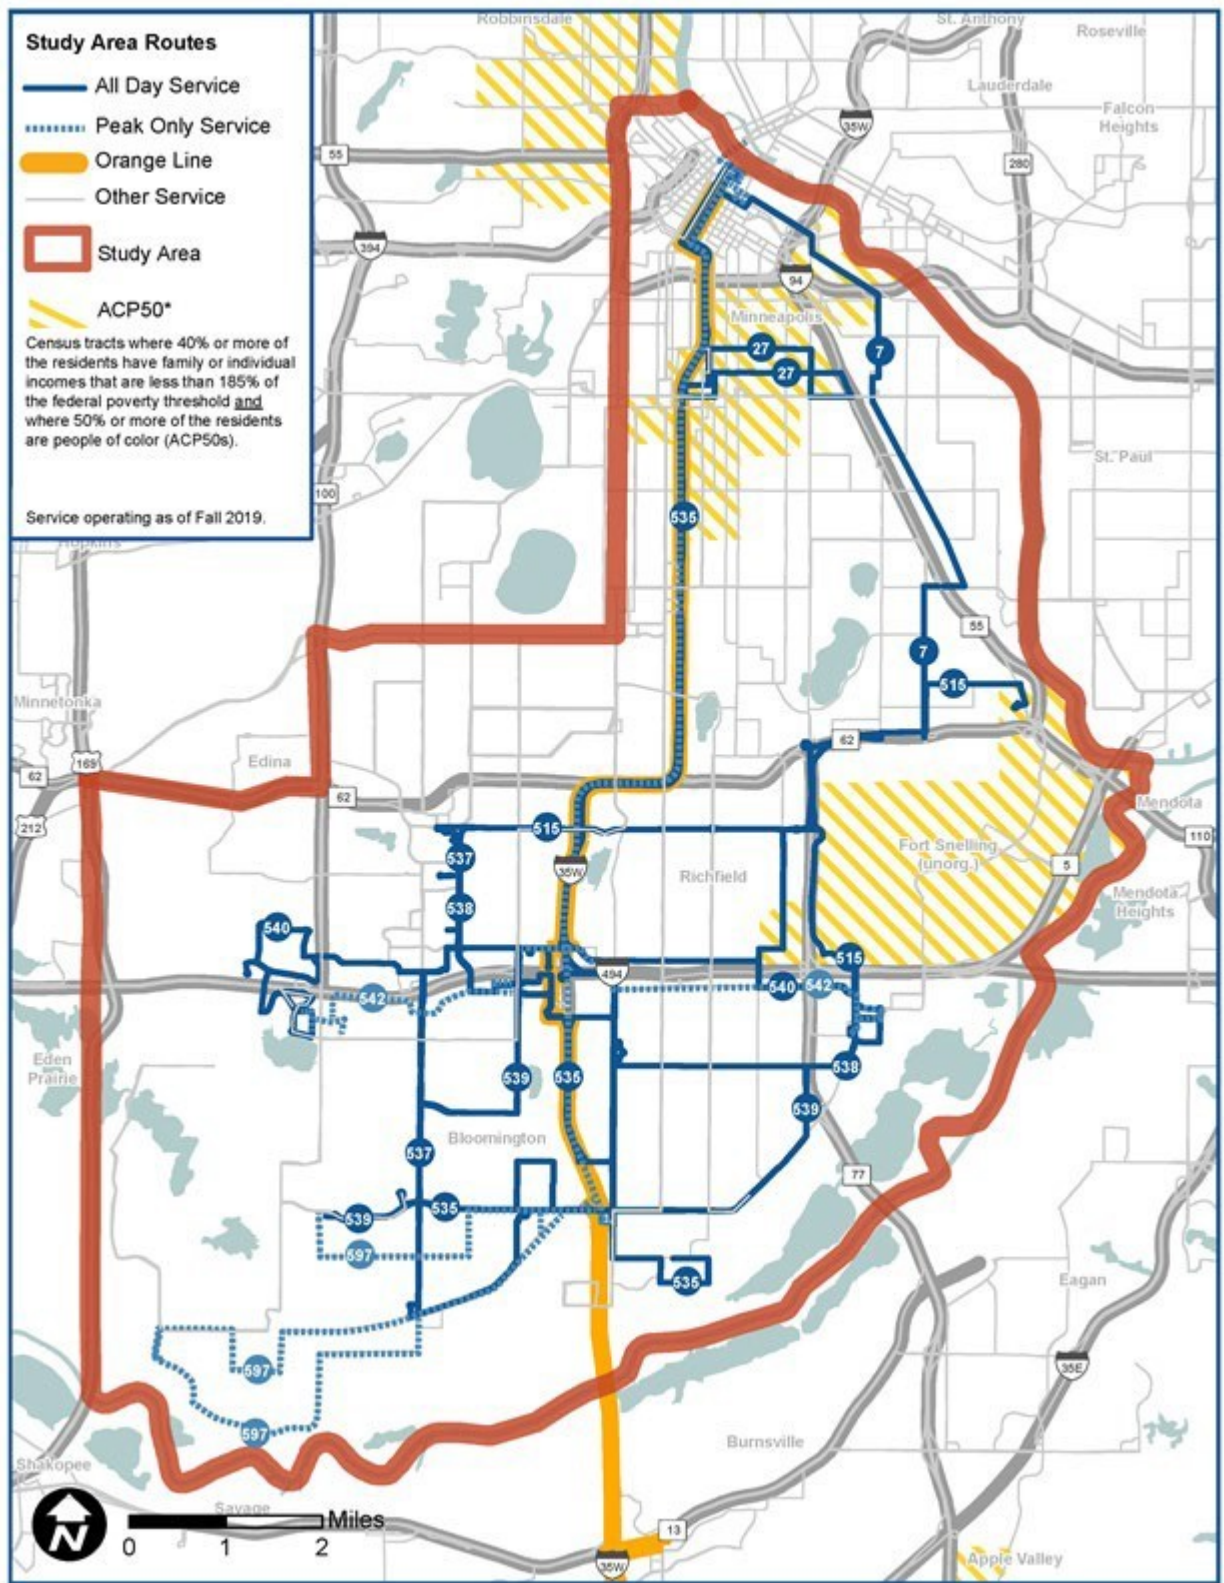 Study Area Routes
All Day Service
Peak Only Service
Orange Line
Other Service
Study Area
ACP50*
Census tracts where 40% or more of
the residents have family or individual
incomes that are less than 185% of
the federal poverty threshold and
where 50% or more of the residents
are people of color (ACP50s).
Service operating as of Fall 2019.
Robbinsdale
St. Anthony
Roseville
Lauderdale
Falcon
Heights
35W
55
280
394
94
Minneapolis
27
7
27
St. Paul
100
535
Hopkins
55
7
515
Minnetonka
62
Edina
169
62
62
Mendota
212
515
110
537
Fort Snelling
(unorg.)
5
35W
Richfield
538
Mendota
Heights
540
515
494
542
540
542
Eden
Prairie
539
535
538
539
Bloomington
537
77
539
535
597
535
Eagan
597
35E
597
Burnsville
Shakopee
Savage
N
Miles
0 1 2
13
35W
Apple Valley